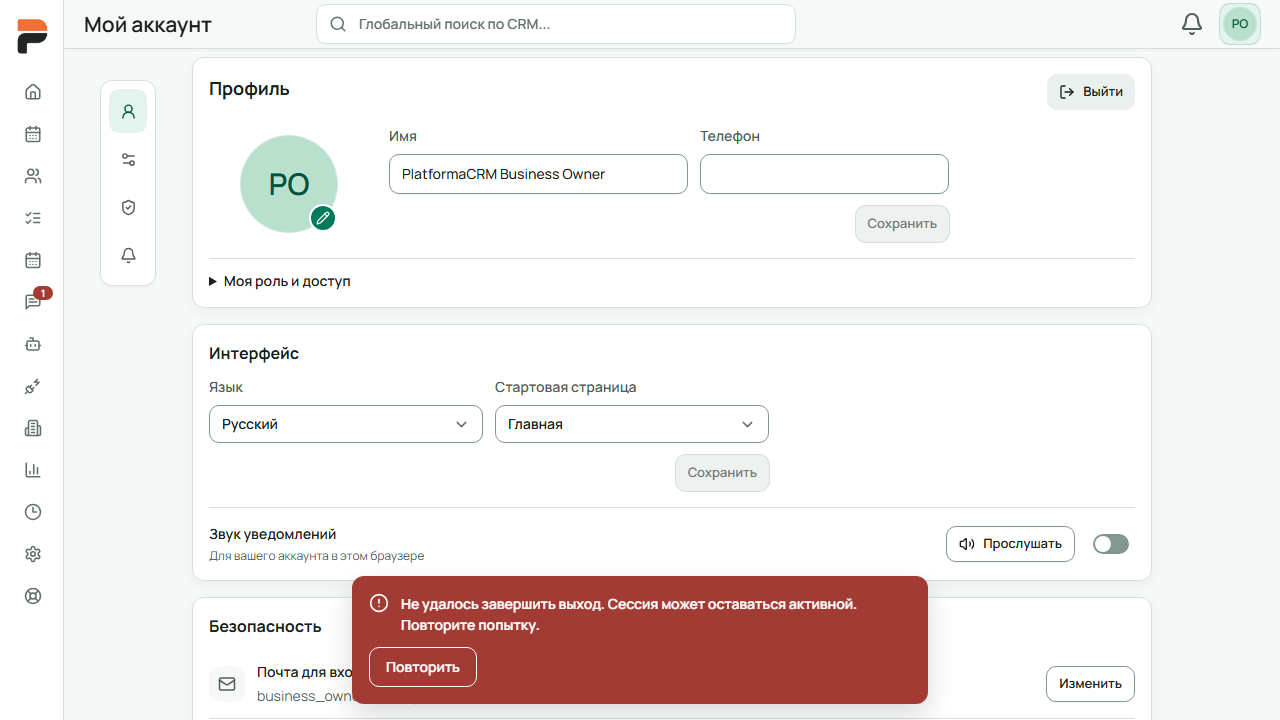 Мой аккаунт
Глобальный поиск по CRM...
PO
Профиль
Выйти
PO
Имя
Телефон
PlatformaCRM Business Owner
Сохранить
Моя роль и доступ
1
Интерфейс
Язык
Стартовая страница
Русский
Главная
Сохранить
Звук уведомлений
Для вашего аккаунта в этом браузере
Прослушать
Не удалось завершить выход. Сессия может оставаться активной.
Повторите попытку.
Повторить
Безопасность
Почта для
Изменить